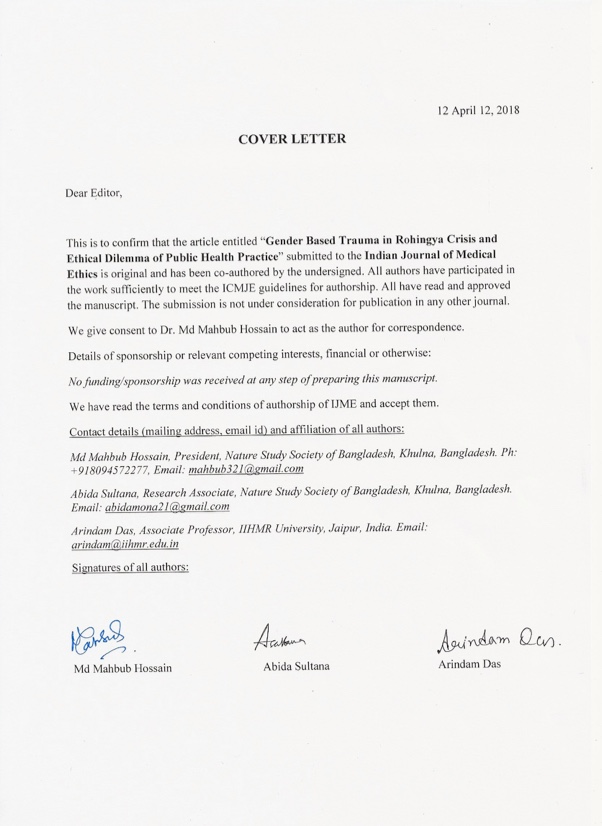 12 April 12, 2018
COVER LETTER
Dear Editor,
This is to confirm that the article entitled “Gender Based Trauma in Rohingya Crisis and
Ethical Dilemma of Public Health Practice” submitted to the Indian Journal of Medical
Ethics is original and has been co-authored by the undersigned. All authors have participated in
the work sufficiently to meet the ICMJE guidelines for authorship. All have read and approved
the manuscript. The submission is not under consideration for publication in any other journal.
We give consent to Dr. Md Mahbub Hossain to act as the author for correspondence.
Details of sponsorship or relevant competing interests, financial or otherwise:
No funding/sponsorship was received at any step of preparing this manuscript.
We have read the terms and conditions of authorship of IJME and accept them.
Contact details (mailing address, email id) and affiliation of all authors:
Md Mahbub Hossain, President, Nature Study Society of Bangladesh, Khulna, Bangladesh. Ph:
+918094572277, Email: mahbub321@gmail.com
Abida Sultana, Research Associate, Nature Study Society of Bangladesh, Khulna, Bangladesh.
Email: abidamona21@gmail.com
Arindam Das, Associate Professor, IIHMR University, Jaipur, India. Email:
arindam@iihmr.edu.in
Signatures of all authors:
Arindam Das.
Md Mahbub Hossain
Abida Sultana
Arindam Das